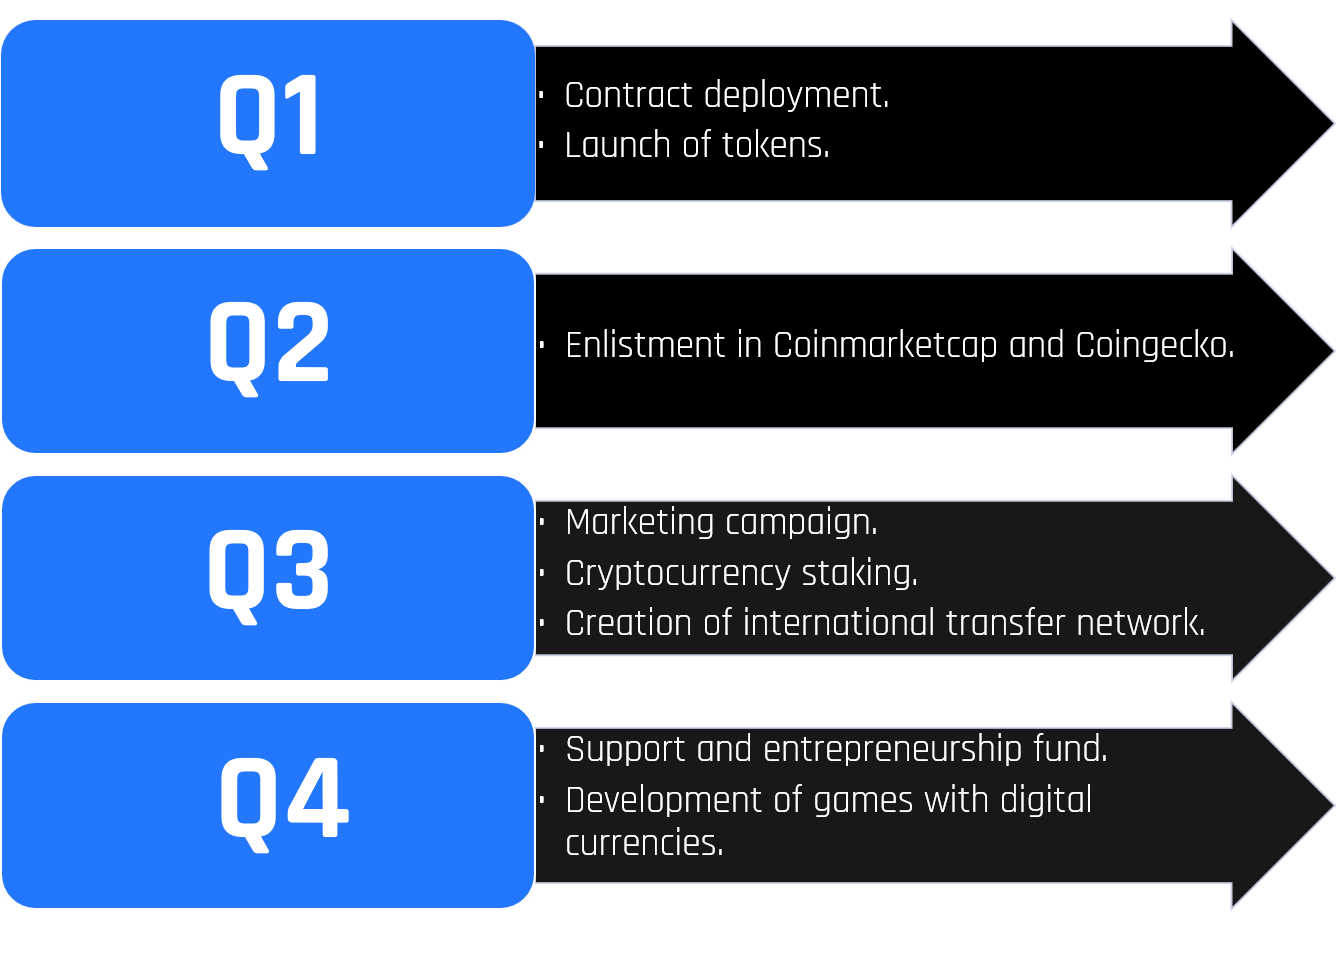 Q1
· Contract deployment.
· Launch of tokens.
Q2
· Enlistment in Coinmarketcap and Coingecko.
Q3
· Marketing campaign.
· Cryptocurrency staking.
· Creation of international transfer network.
Q4
· Support and entrepreneurship fund.
· Development of games with digital
currencies.